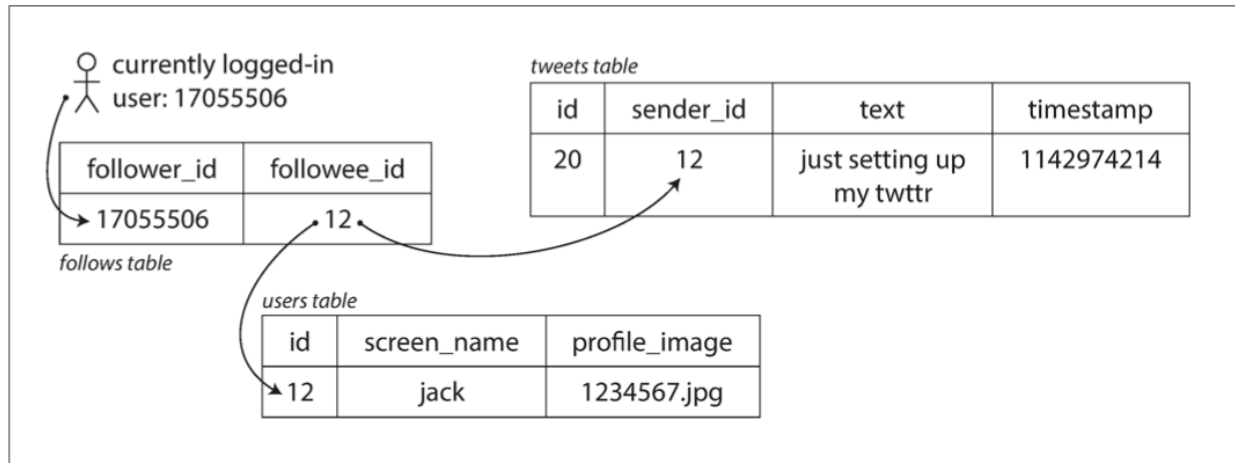 currently logged-in
user: 17055506
follower_id followee_id
17055506 12
follows table
tweets table
id sender_id text timestamp
20 12 just setting up 1142974214
my twttr
users table
id screen_name profile_image
12 jack 1234567.jpg